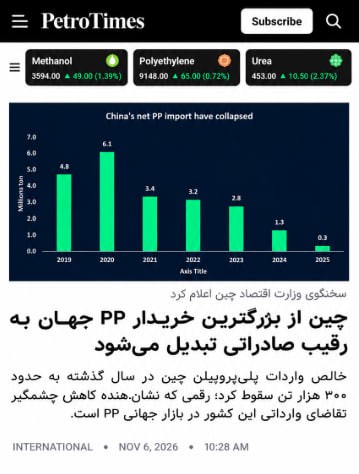 PetroTimes
Subscribe
Methanol
3594.00 ▲ 49.00 (1.39%)
Polyethylene
9148.00 ▲ 65.00 (0.72%)
Urea
453.00 ▲ 10.50 (2.37%)
China's net PP import have collapsed
Millions ton
7.0
6.0
5.0
4.0
3.0
2.0
1.0
0.0
4.8
6.1
3.4
3.2
2.8
1.3
0.3
2019 2020 2021 2022 2023 2024 2025
Axis Title
سخنگوی وزارت اقتصاد چین اعلام کرد
چین از بزرگترین خریدار PP جهان به
رقیب صادراتی تبدیل می‌شود
خالص واردات پلی‌پروپیلن چین در سال گذشته به حدود
۳۰۰ هزار تن سقوط کرد؛ رقمی که نشان.هنده کاهش چشمگیر
تقاضای وارداتی این کشور در بازار جهانی PP است.
INTERNATIONAL • NOV 6, 2026 • 10:28 AM